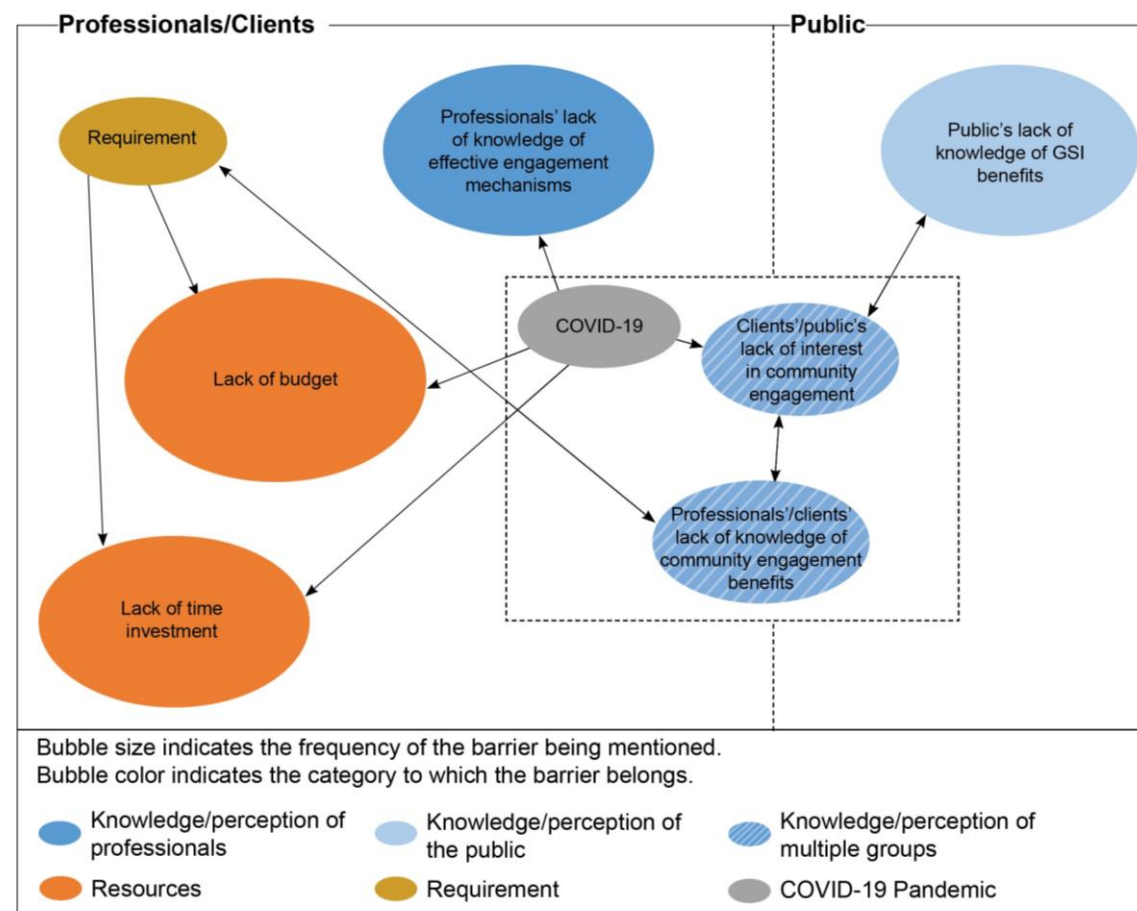 Professionals/Clients
Public
Requirement
Professionals’ lack
of knowledge of
effective engagement
mechanisms
Public’s lack of
knowledge of GSI
benefits
COVID-19
Clients’/public’s
lack of interest
in community
engagement
Lack of budget
Professionals’/clients’
lack of knowledge of
community engagement
benefits
Lack of time
investment
Bubble size indicates the frequency of the barrier being mentioned.
Bubble color indicates the category to which the barrier belongs.
Knowledge/perception of
professionals
Knowledge/perception of
the public
Knowledge/perception of
multiple groups
Resources
Requirement
COVID-19 Pandemic